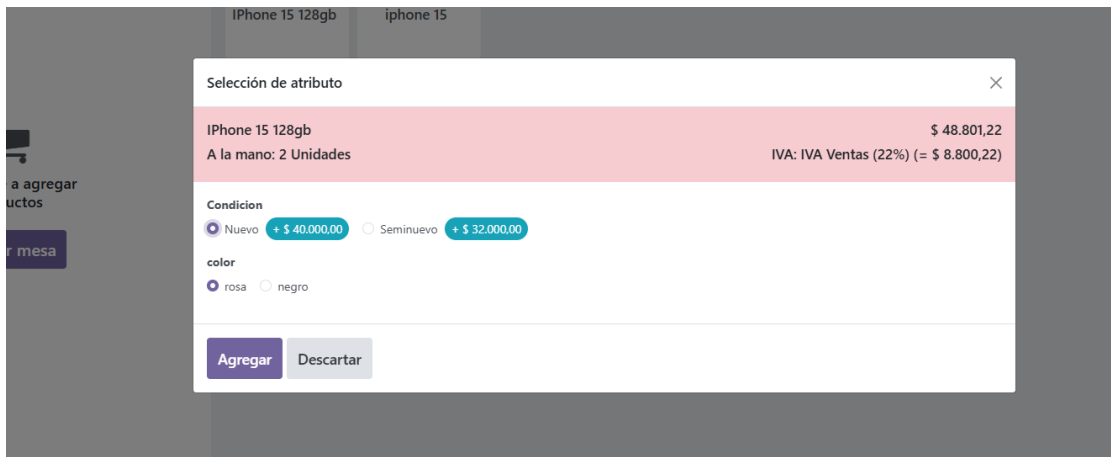 IPhone 15 128gb
iphone 15
Selección de atributo
IPhone 15 128gb
$ 48.801,22
A la mano: 2 Unidades
IVA: IVA Ventas (22%) (= $ 8.800,22)
a agregar
uctos
r mesa
Condicion
Nuevo + $ 40.000,00 Seminuevo + $ 32.000,00
color
rosa negro
Agregar Descartar